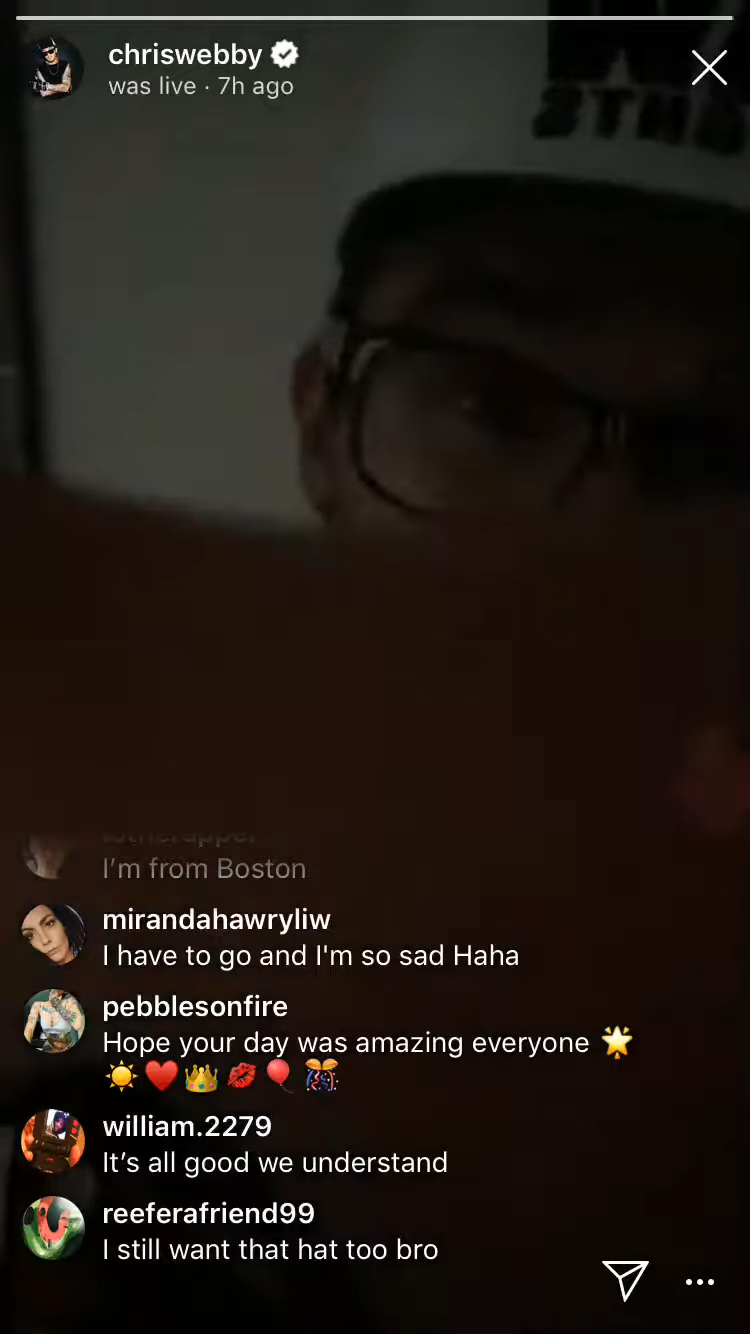 chriswebby
was live · 7h ago
I'm from Boston
mirandahawryliw
I have to go and I'm so sad Haha
pebblesonfire
Hope your day was amazing everyone 🌟
☀️❤️👑💋🎈🎊
william.2279
It's all good we understand
reeferafriend99
I still want that hat too bro